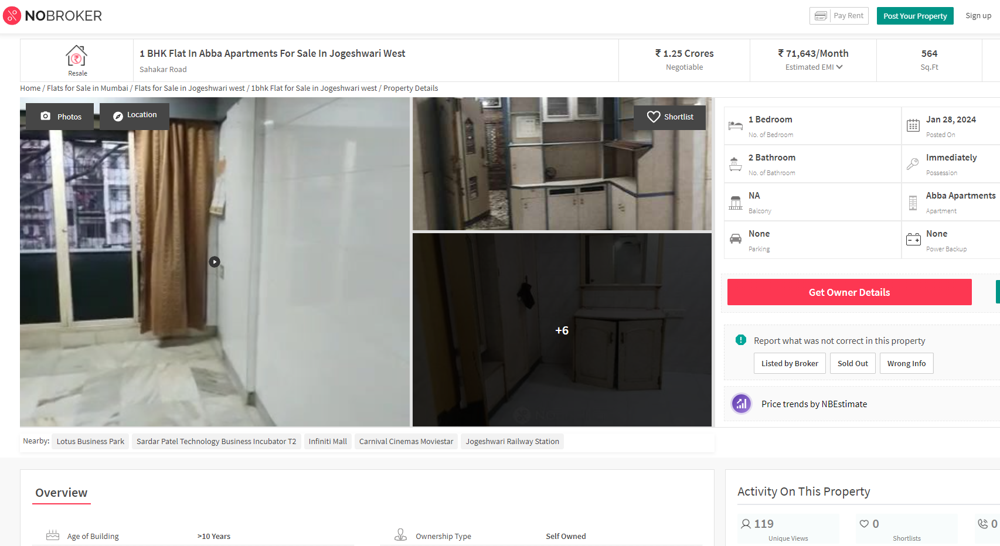 NOBROKER
Pay Rent
Post Your Property
Sign up
Resale
1 BHK Flat In Abba Apartments For Sale In Jogeshwari West
Sahakar Road
₹ 1.25 Crores
Negotiable
₹ 71,643/Month
Estimated EMI
564
Sq.Ft
Home / Flats for Sale in Mumbai / Flats for Sale in Jogeshwari west / 1bhk Flat for Sale in Jogeshwari west / Property Details
Photos
Location
Shortlist
+6
1 Bedroom
No. of Bedroom
Jan 28, 2024
Posted On
2 Bathroom
No. of Bathroom
Immediately
Possession
NA
Balcony
Abba Apartments
Apartment
None
Parking
None
Power Backup
Get Owner Details
Report what was not correct in this property
Listed by Broker
Sold Out
Wrong Info
Price trends by NBEstimate
Nearby: Lotus Business Park Sardar Patel Technology Business Incubator T2 Infiniti Mall Carnival Cinemas Moviestar Jogeshwari Railway Station
Overview
Age of Building >10 Years
Ownership Type Self Owned
Activity On This Property
119
Unique Views
0
Shortlists
0